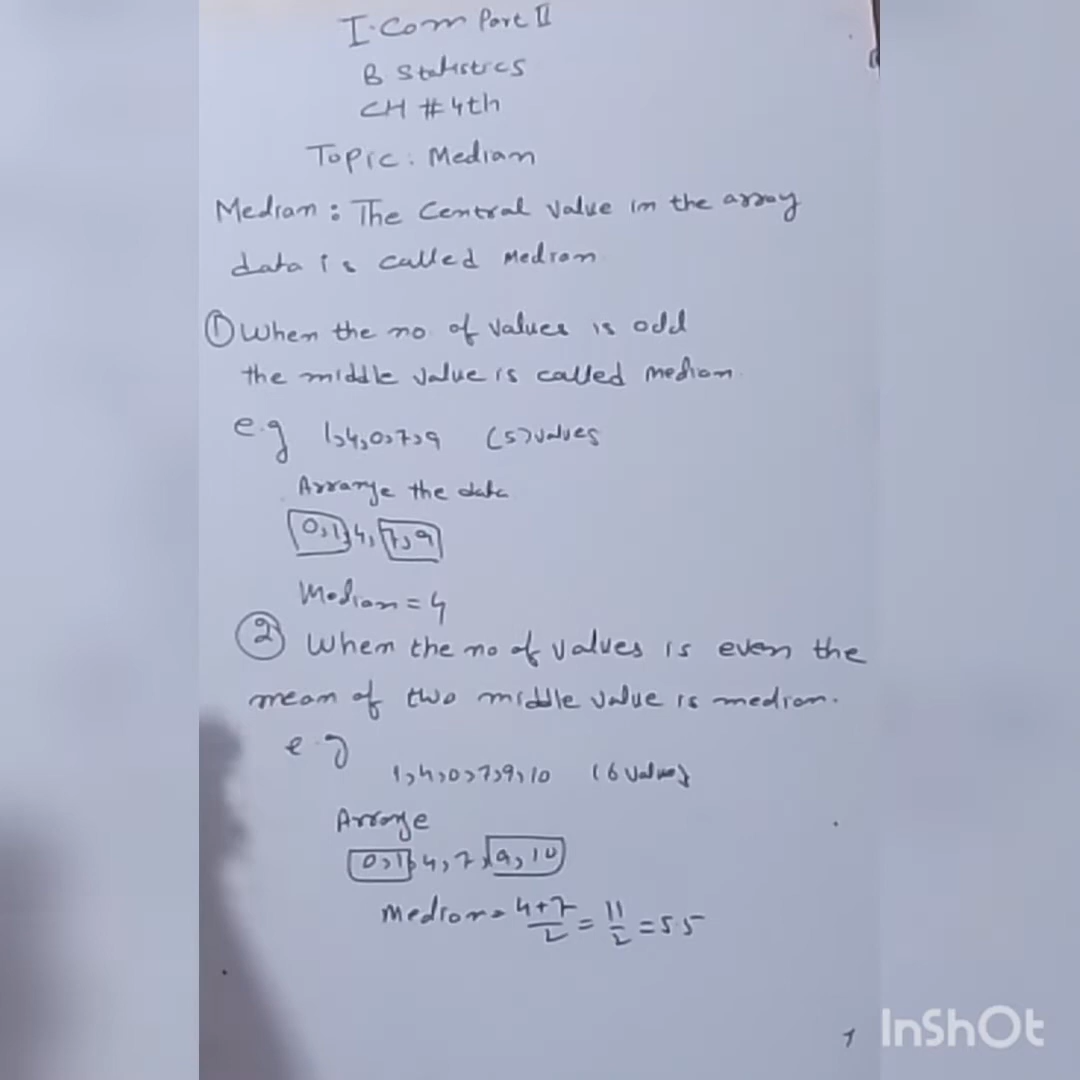 I.Com Part II
B Statistics
CH # 4th
Topic: Median
Median: The Central value in the array
data is called Median
① When the no. of values is odd
the middle value is called median.
e.g 1,4,0,7,9 (5) values
Arrange the data
0,1,4,7,9
Median = 4
② When the no of values is even the
mean of two middle value is median.
e.g
1,4,0,7,9,10 (6 values)
Arrange
0,1,4,7,9,10
Median = 4+7/2 = 11/2 = 5.5
1
InShOt